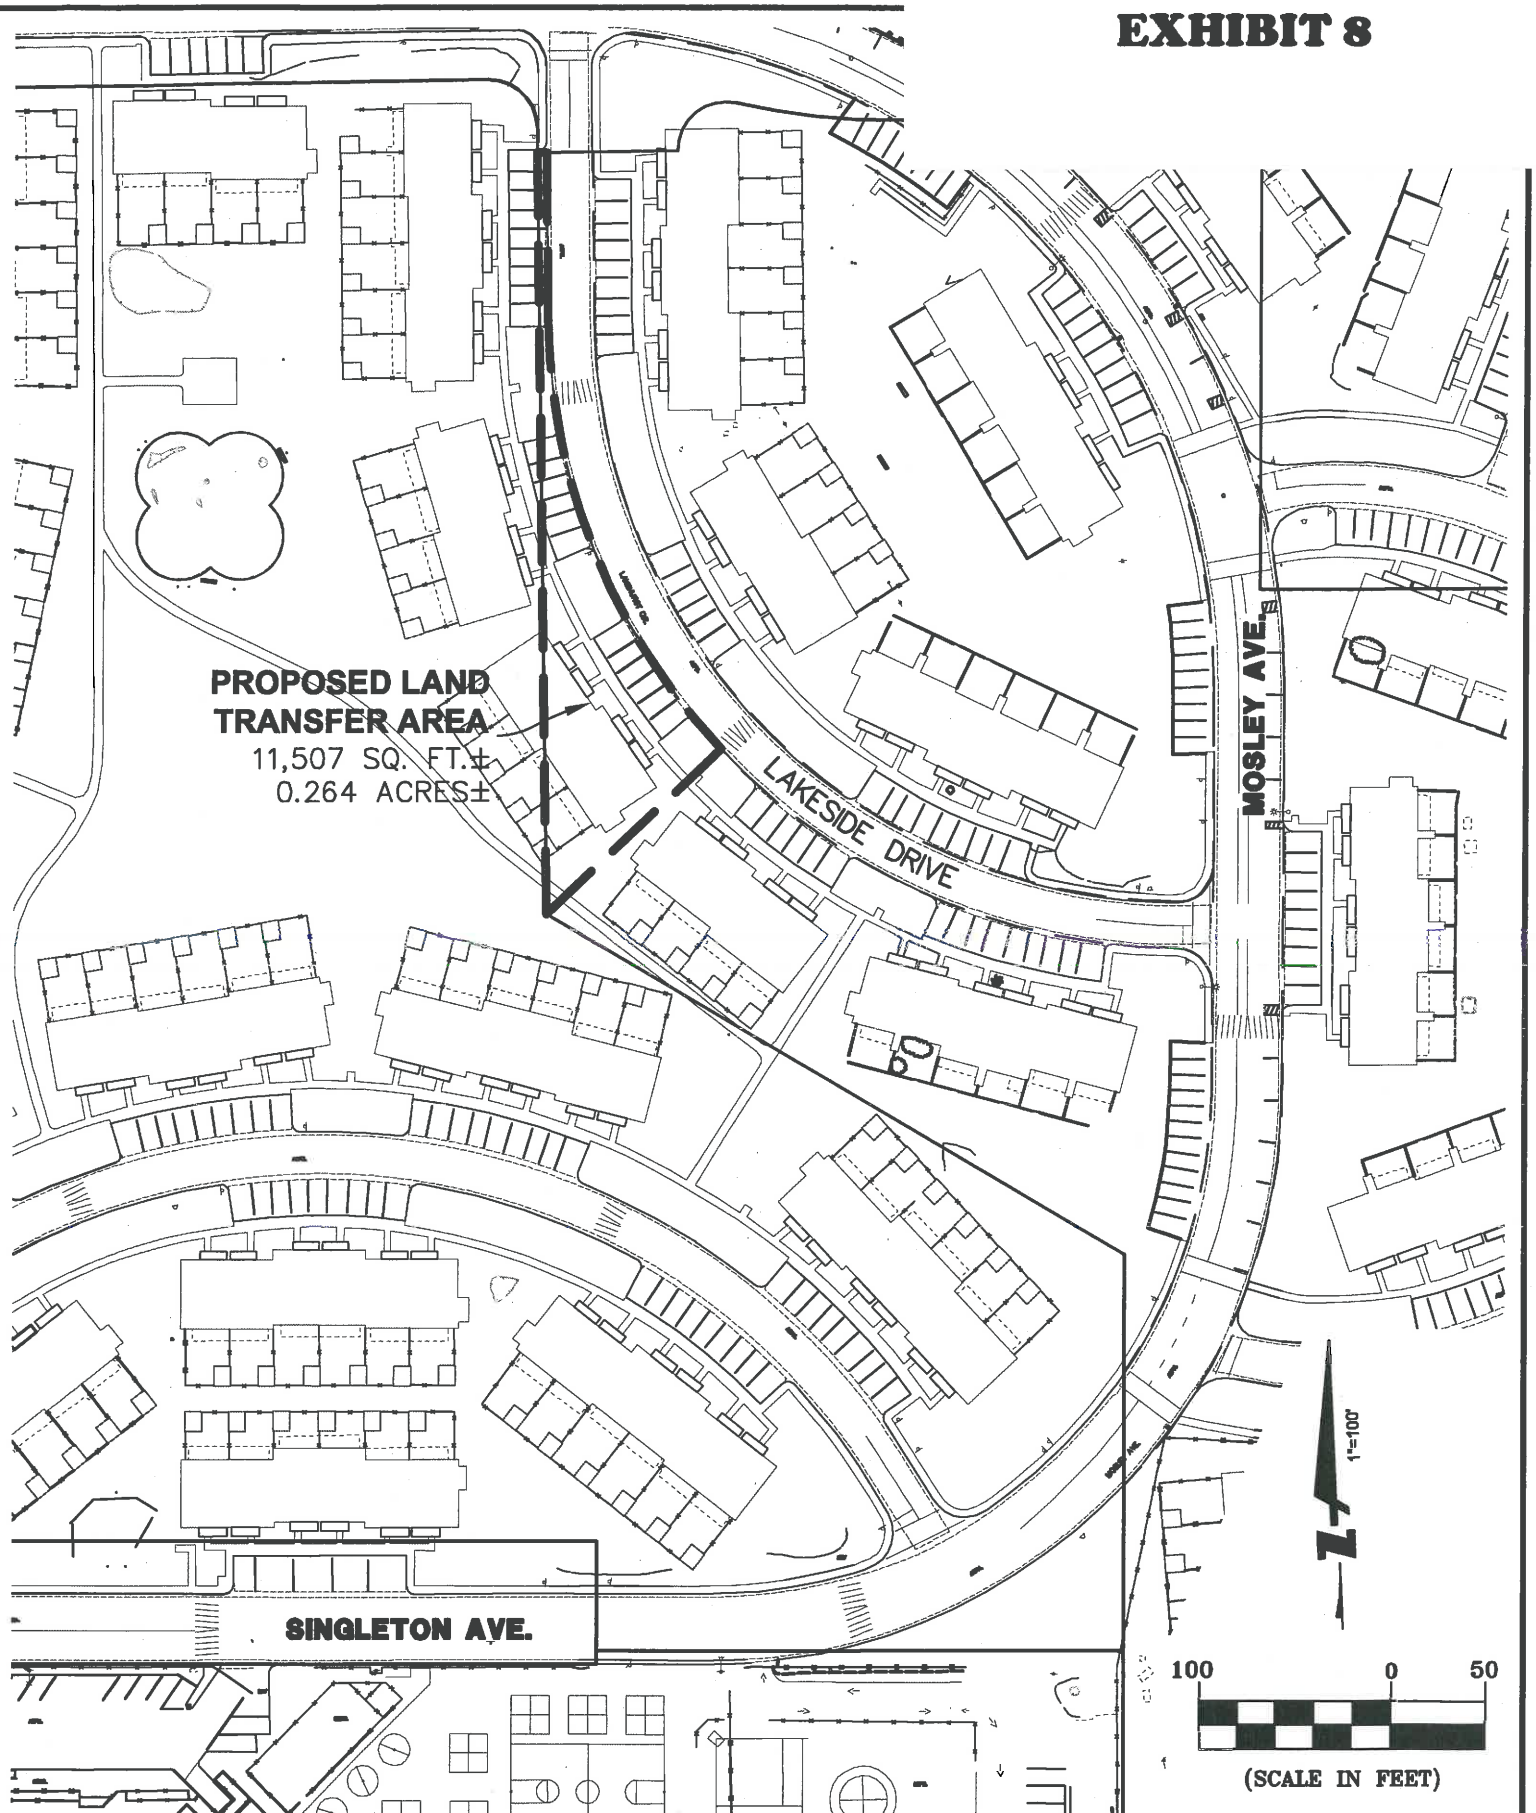 EXHIBIT 8
PROPOSED LAND
TRANSFER AREA
11,507 SQ. FT.±
0.264 ACRES±
LAKESIDE DRIVE
MOSLEY AVE.
SINGLETON AVE.
1"=100'
100 0 50
(SCALE IN FEET)